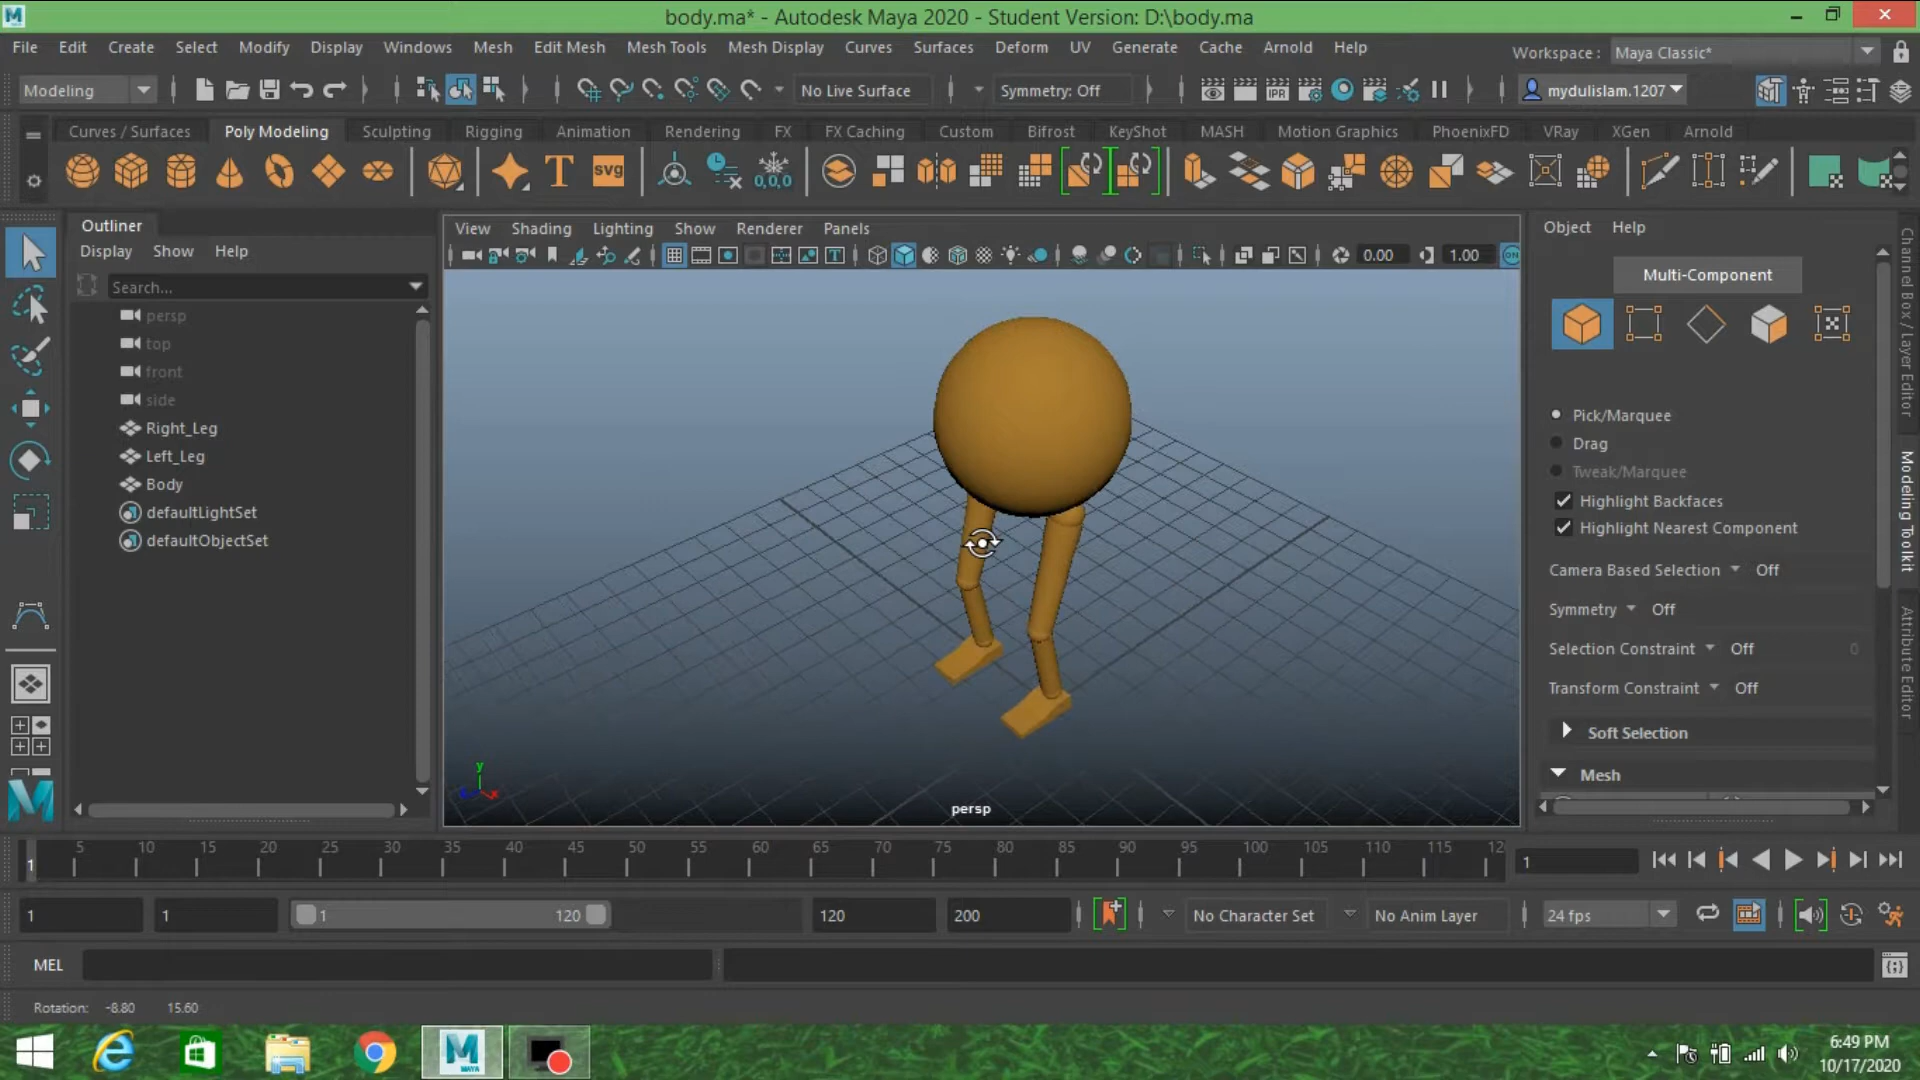 body.ma* - Autodesk Maya 2020 - Student Version: D:\body.ma
File Edit Create Select Modify Display Windows Mesh Edit Mesh Mesh Tools Mesh Display Curves Surfaces Deform UV Generate Cache Arnold Help
Workspace : Maya Classic*
Modeling No Live Surface Symmetry: Off IPR mydulislam.1207
Curves / Surfaces Poly Modeling Sculpting Rigging Animation Rendering FX FX Caching Custom Bifrost KeyShot MASH Motion Graphics PhoenixFD VRay XGen Arnold
T SVG 0,0,0
Outliner
Display Show Help
Search...
persp
top
front
side
Right_Leg
Left_Leg
Body
defaultLightSet
defaultObjectSet
View Shading Lighting Show Renderer Panels
0.00 1.00 ON
y
x
persp
Object Help
Multi-Component
Pick/Marquee
Drag
Tweak/Marquee
Highlight Backfaces
Highlight Nearest Component
Camera Based Selection Off
Symmetry Off
Selection Constraint Off 0
Transform Constraint Off
Soft Selection
Mesh
Channel Box / Layer Editor
Modeling Toolkit
Attribute Editor
1 5 10 15 20 25 30 35 40 45 50 55 60 65 70 75 80 85 90 95 100 105 110 115 12 1
1 1 1 120 120 200 No Character Set No Anim Layer 24 fps
MEL
Rotation: -8.80 15.60
MAYA
6:49 PM
10/17/2020